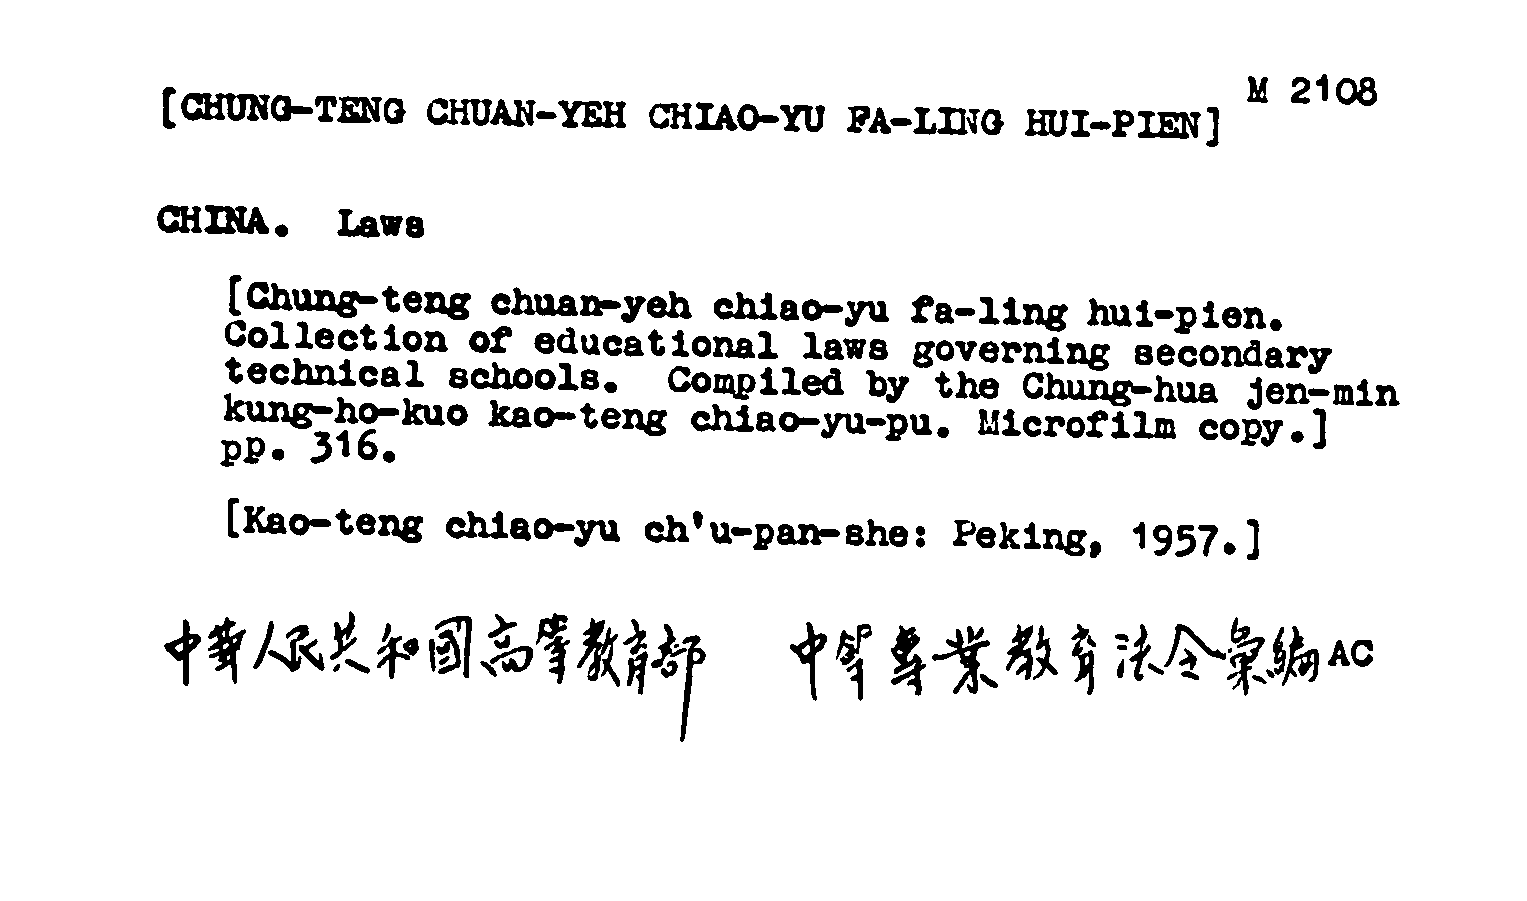 M 2108
[CHUNG-TENG CHUAN-YEH CHIAO-YU FA-LING HUI-PIEN]
CHINA. Laws
[Chung-teng chuan-yeh chiao-yu fa-ling hui-pien.
Collection of educational laws governing secondary
technical schools. Compiled by the Chung-hua jen-min
kung-ho-kuo kao-teng chiao-yu-pu. Microfilm copy.]
pp. 316.
[Kao-teng chiao-yu ch'u-pan-she: Peking, 1957.]
中華人民共和國高等教育部 中等專業教育法令彙編 AC